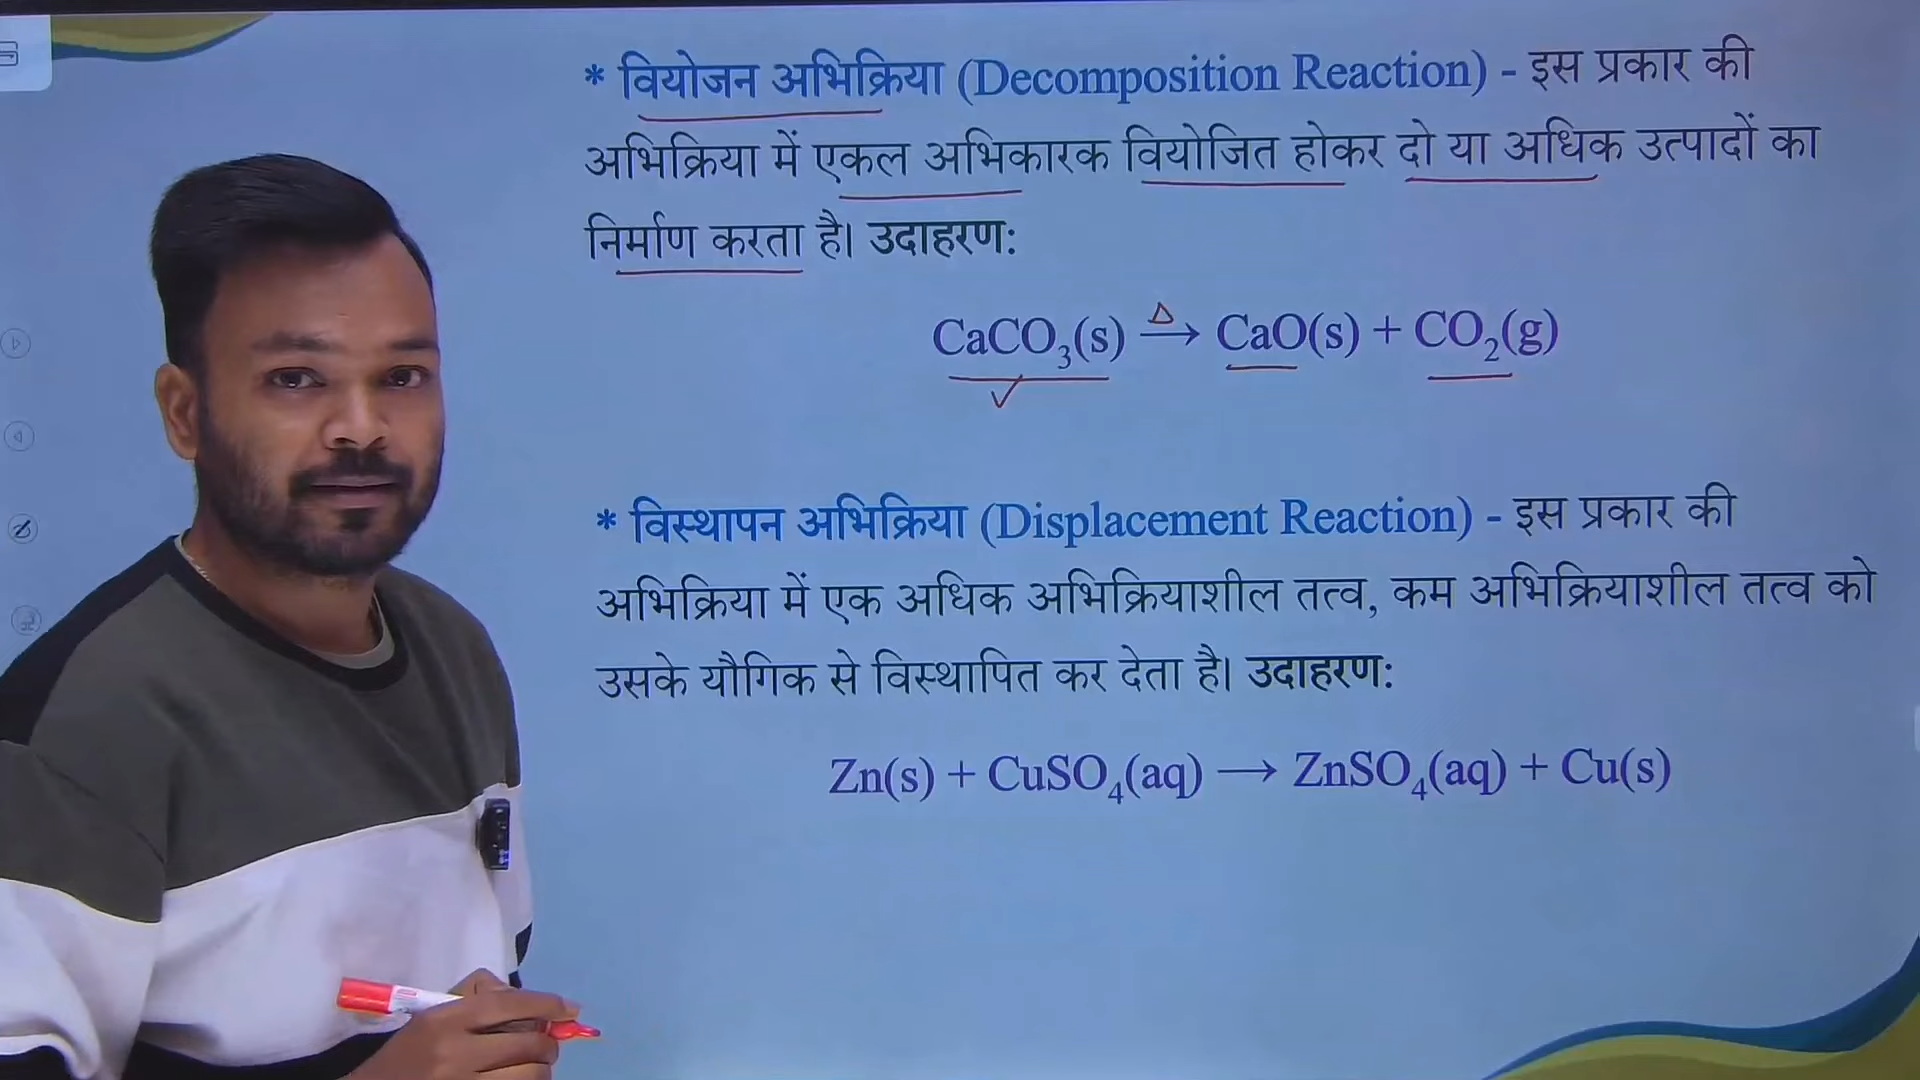 * वियोजन अभिक्रिया (Decomposition Reaction) - इस प्रकार की
अभिक्रिया में एकल अभिकारक वियोजित होकर दो या अधिक उत्पादों का
निर्माण करता है। उदाहरण:
CaCO₃(s) —Δ→ CaO(s) + CO₂(g)
* विस्थापन अभिक्रिया (Displacement Reaction) - इस प्रकार की
अभिक्रिया में एक अधिक अभिक्रियाशील तत्व, कम अभिक्रियाशील तत्व को
उसके यौगिक से विस्थापित कर देता है। उदाहरण:
Zn(s) + CuSO₄(aq) ⟶ ZnSO₄(aq) + Cu(s)